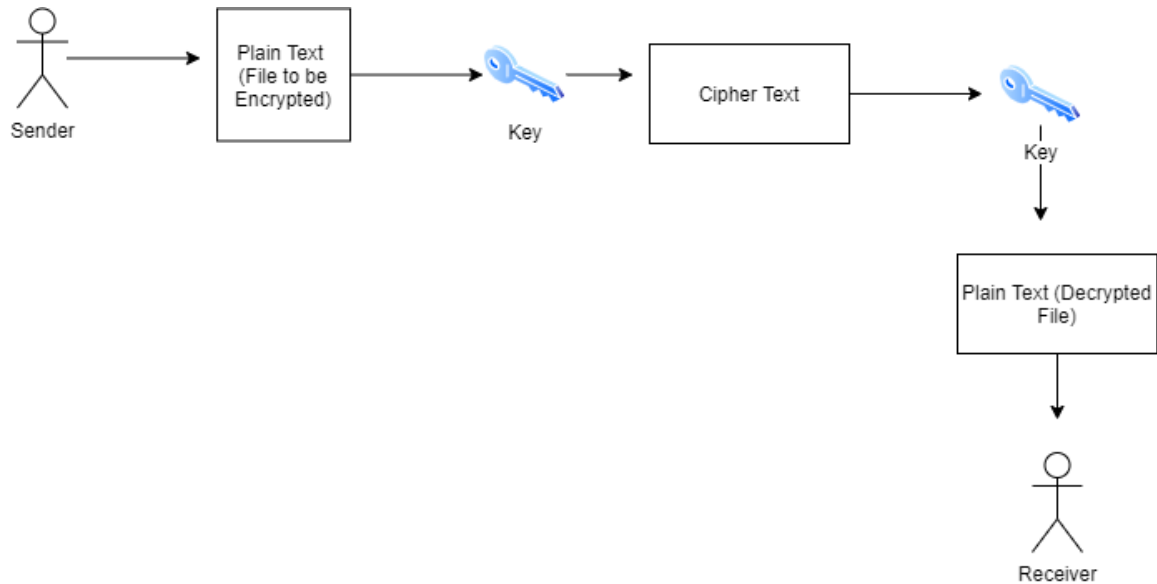 Sender
Plain Text
(File to be
Encrypted)
Key
Cipher Text
Key
Plain Text (Decrypted
File)
Receiver